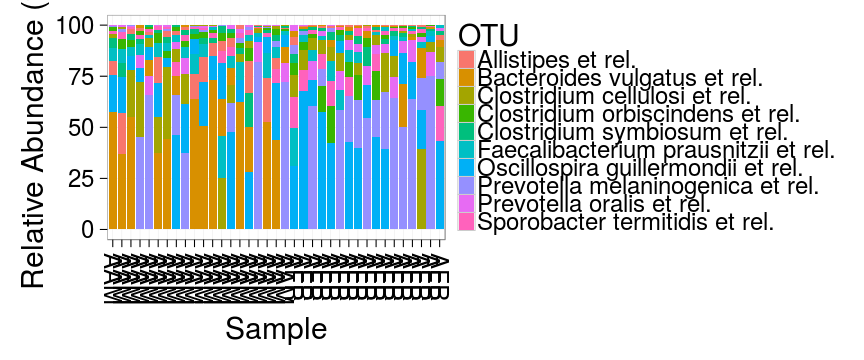 Relative Abundance (
100
75
50
25
0
Sample
OTU
Allistipes et rel.
Bacteroides vulgatus et rel.
Clostridium cellulosi et rel.
Clostridium orbiscindens et rel.
Clostridium symbiosum et rel.
Faecalibacterium prausnitzii et rel.
Oscillospira guillermondii et rel.
Prevotella melaninogenica et rel.
Prevotella oralis et rel.
Sporobacter termitidis et rel.